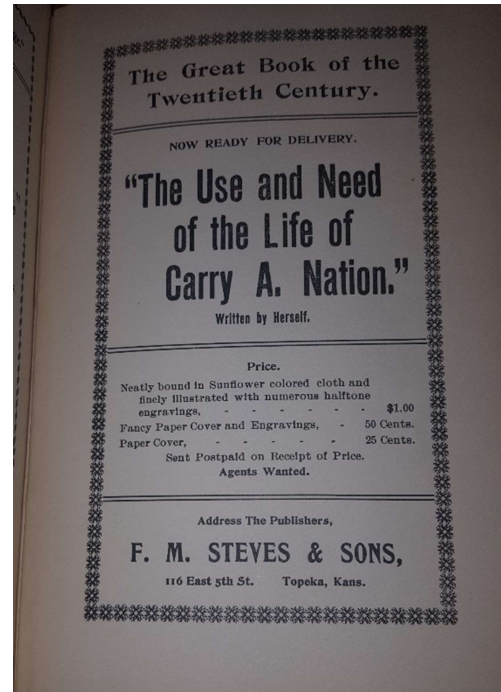 The Great Book of the
Twentieth Century.
NOW READY FOR DELIVERY.
"The Use and Need
of the Life of
Carry A. Nation."
Written by Herself.
Price.
Neatly bound in Sunflower colored cloth and
finely illustrated with numerous halftone
engravings, - - - - - - $1.00
Fancy Paper Cover and Engravings, - 50 Cents.
Paper Cover, - - - - - 25 Cents.
Sent Postpaid on Receipt of Price.
Agents Wanted.
Address The Publishers,
F. M. STEVES & SONS,
116 East 5th St. Topeka, Kans.